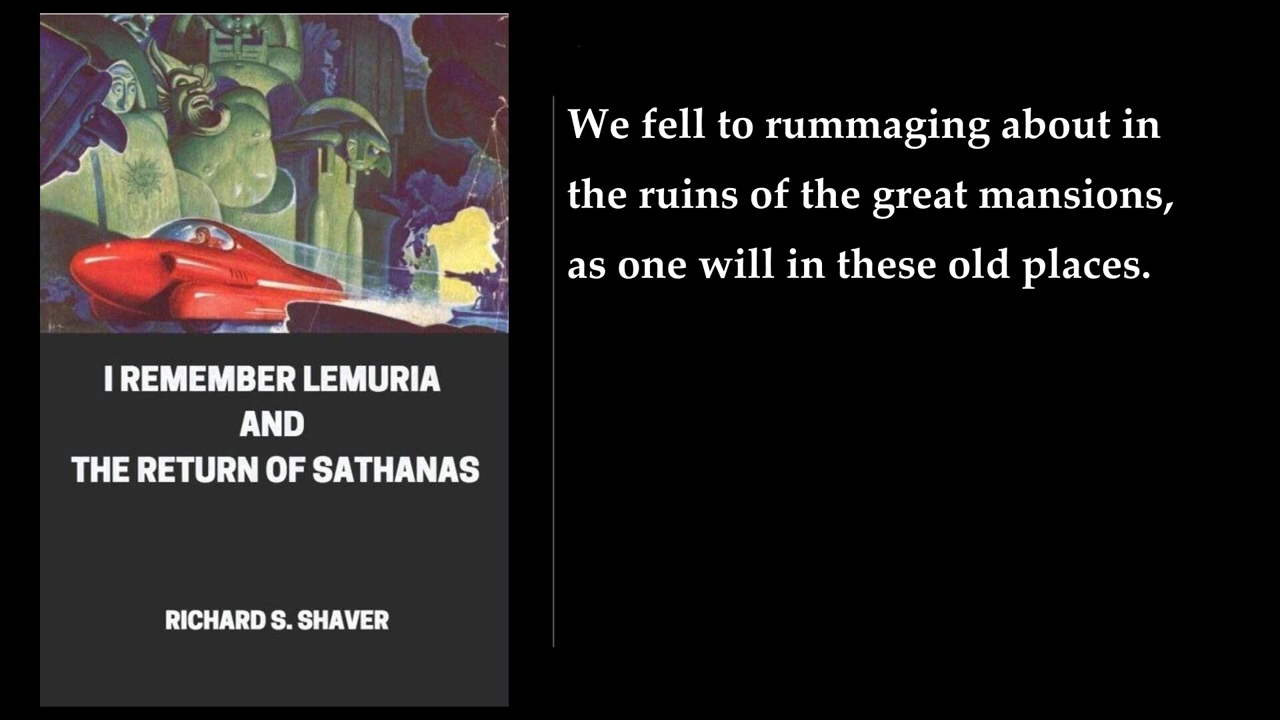 I REMEMBER LEMURIA
AND
THE RETURN OF SATHANAS
RICHARD S. SHAVER
We fell to rummaging about in
the ruins of the great mansions,
as one will in these old places.